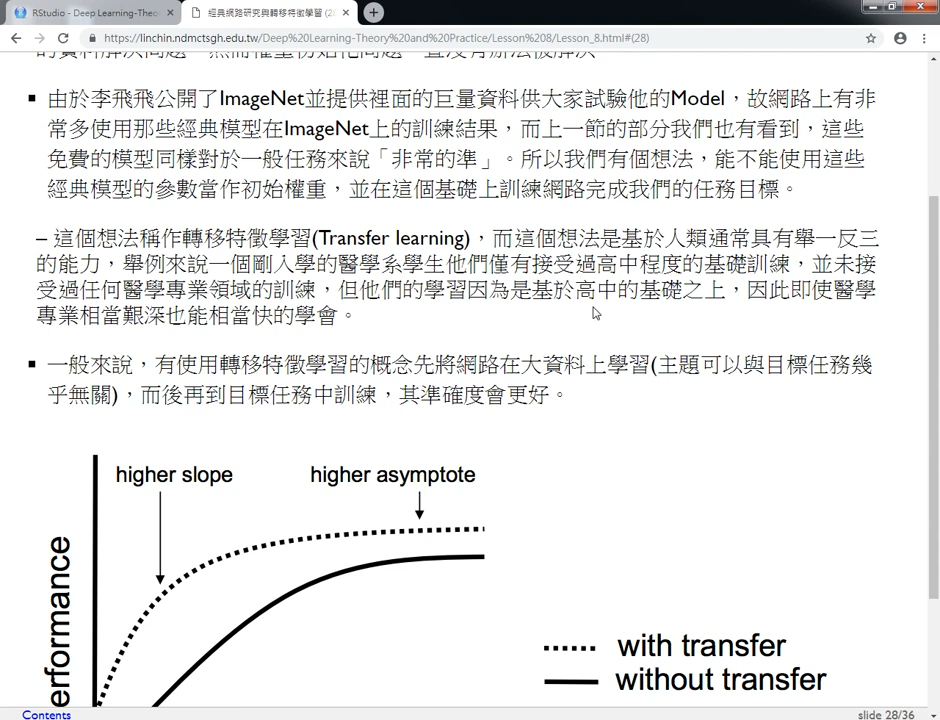 RStudio - Deep Learning-Theo
經典網路研究與轉移特徵學習 (2
https://linchin.ndmctsgh.edu.tw/Deep%20Learning-Theory%20and%20Practice/Lesson%208/Lesson_8.html#(28)
的資料解決問題
由於李飛飛公開了ImageNet並提供裡面的巨量資料供大家試驗他的Model，故網路上有非
常多使用那些經典模型在ImageNet上的訓練結果，而上一節的部分我們也有看到，這些
免費的模型同樣對於一般任務來說「非常的準」。所以我們有個想法，能不能使用這些
經典模型的參數當作初始權重，並在這個基礎上訓練網路完成我們的任務目標。
– 這個想法稱作轉移特徵學習(Transfer learning)，而這個想法是基於人類通常具有舉一反三
的能力，舉例來說一個剛入學的醫學系學生他們僅有接受過高中程度的基礎訓練，並未接
受過任何醫學專業領域的訓練，但他們的學習因為是基於高中的基礎之上，因此即使醫學
專業相當艱深也能相當快的學會。
一般來說，有使用轉移特徵學習的概念先將網路在大資料上學習(主題可以與目標任務幾
乎無關)，而後再到目標任務中訓練，其準確度會更好。
higher slope
higher asymptote
erformance
with transfer
without transfer
Contents
slide 28/36